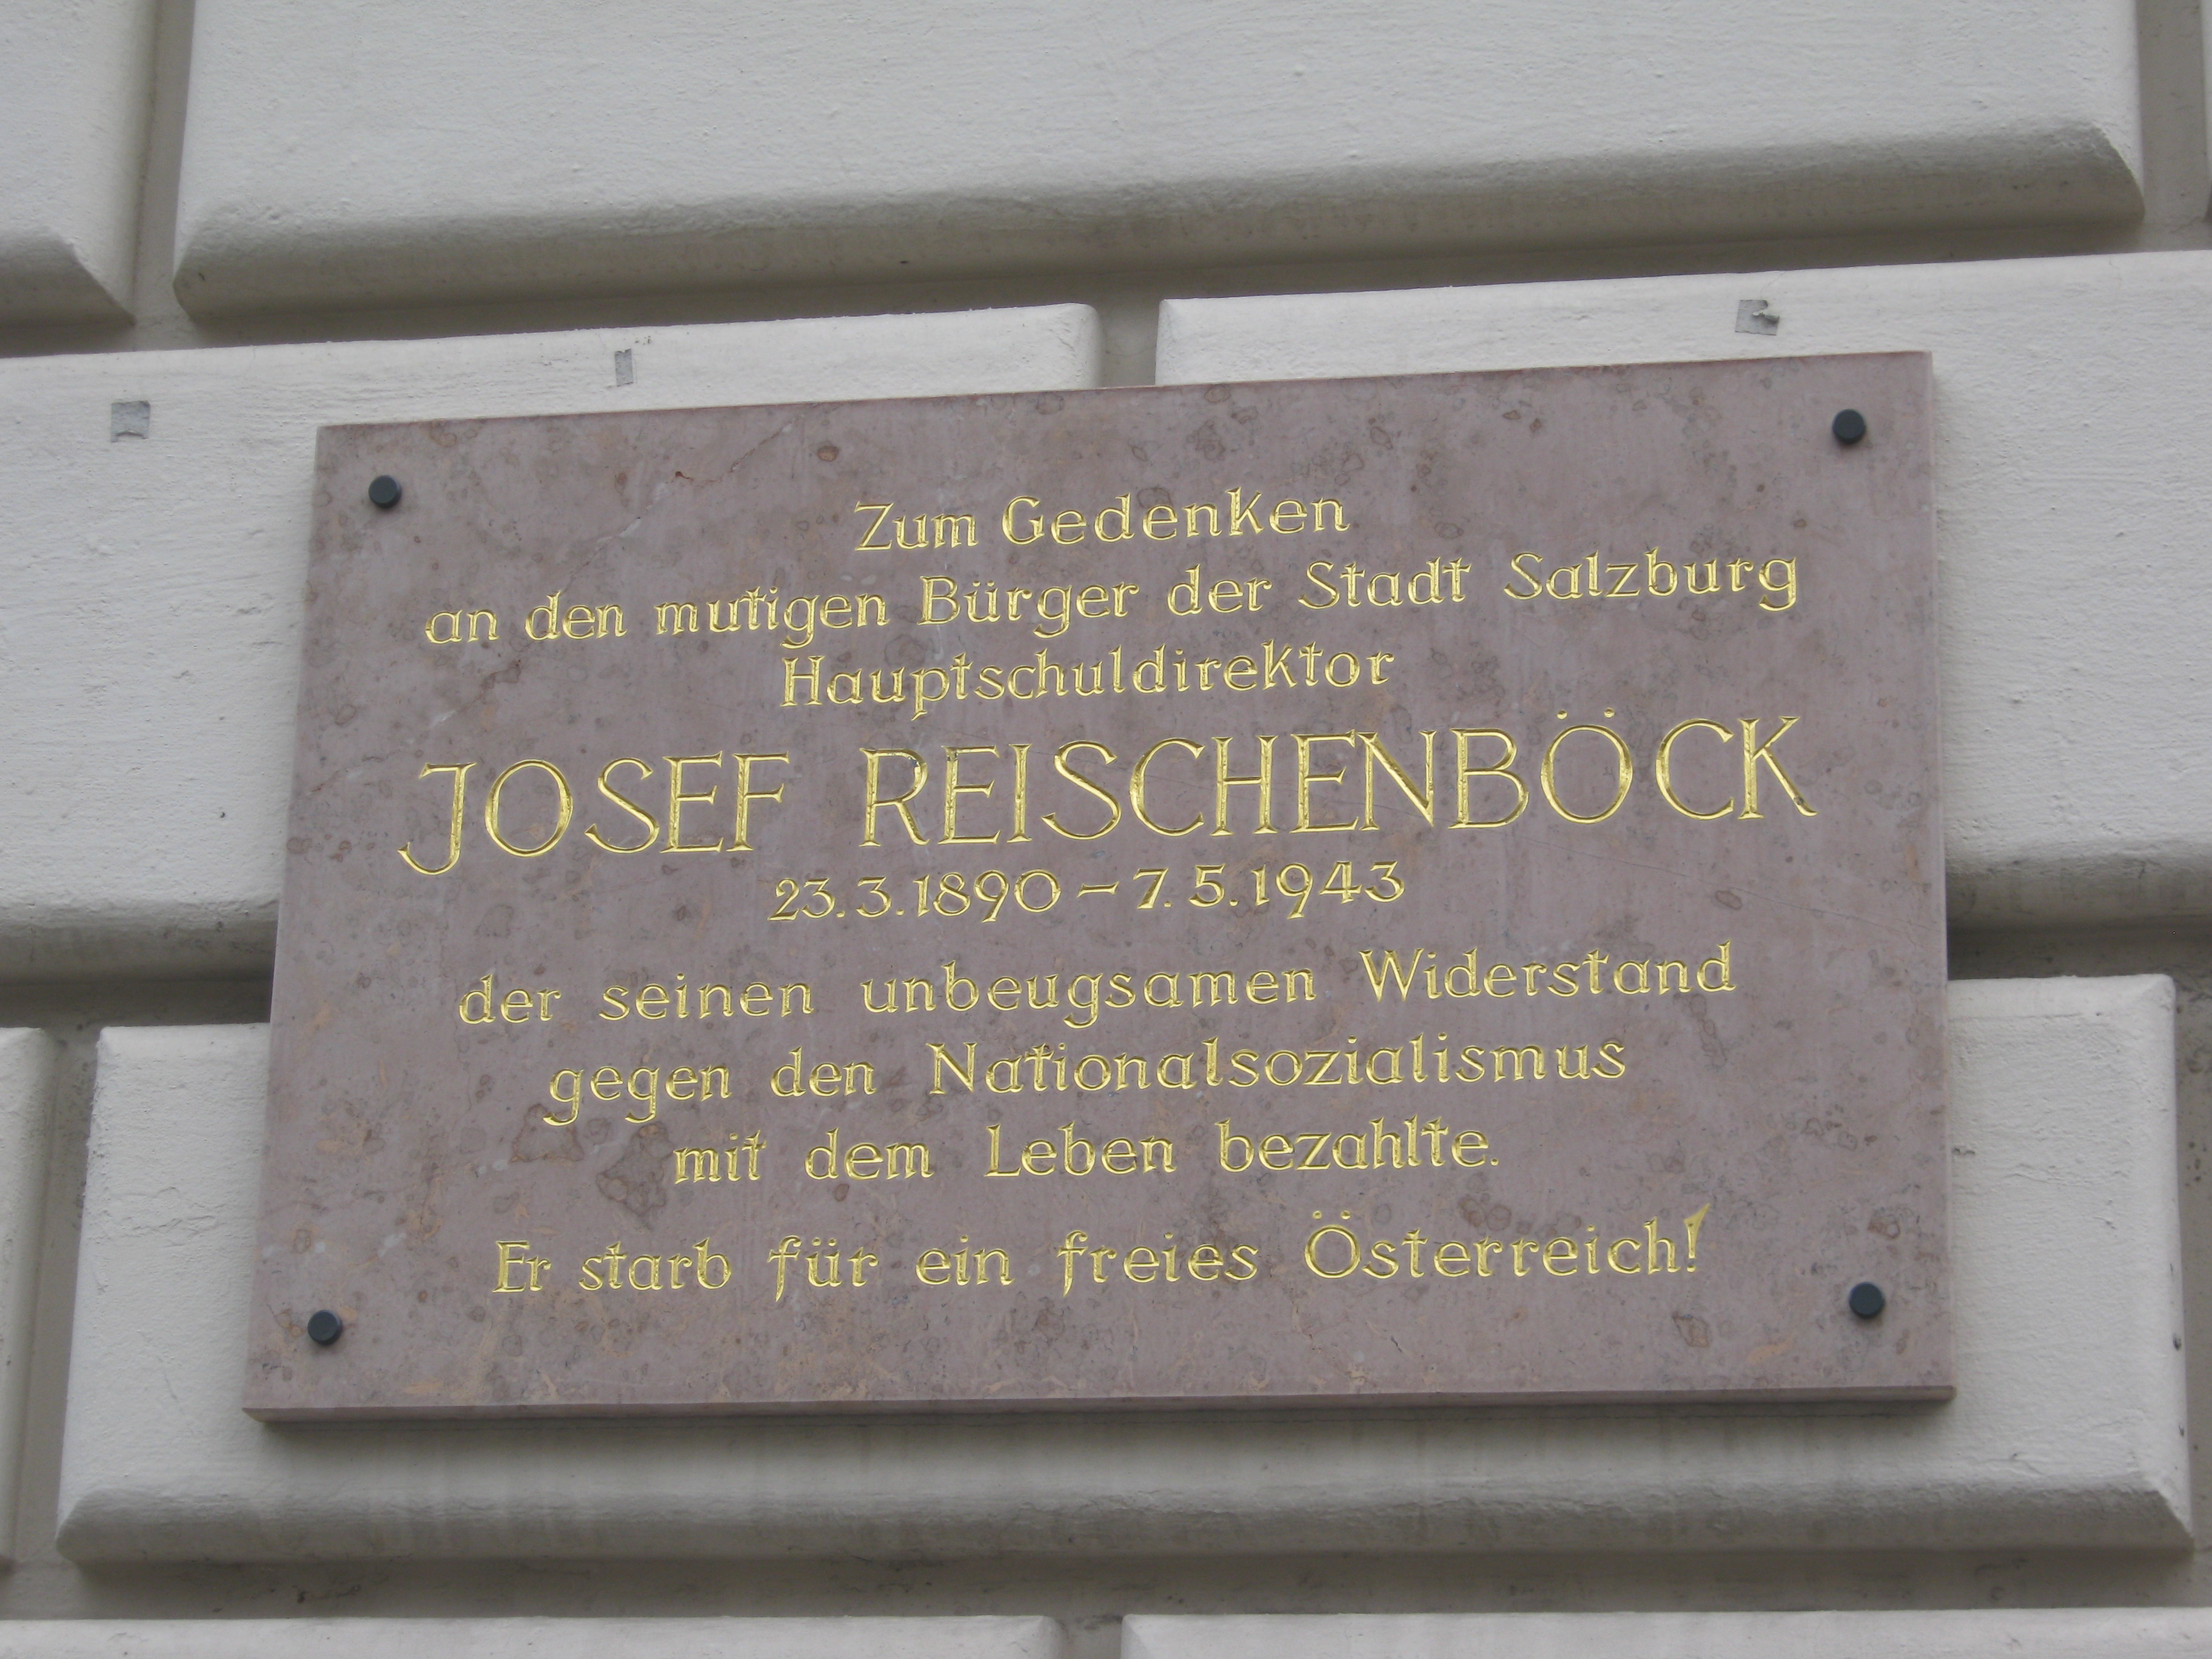 Zum Gedenken
an den mutigen Bürger der Stadt Salzburg
Hauptschuldirektor
JOSEF REISCHENBÖCK
23.3.1890 – 7.5.1943
der seinen unbeugsamen Widerstand
gegen den Nationalsozialismus
mit dem Leben bezahlte.
Er starb für ein freies Österreich!